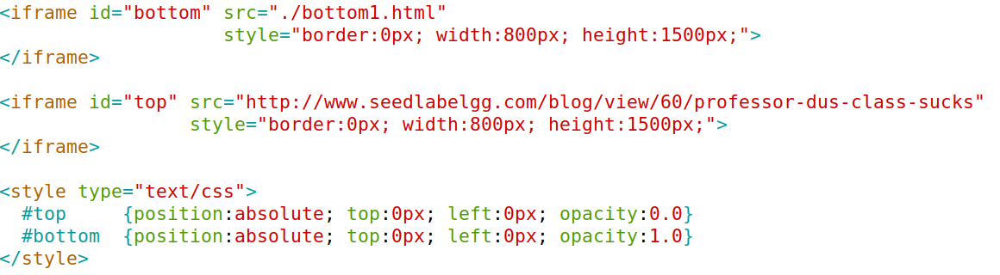 <iframe id="bottom" src="./bottom1.html"
                    style="border:0px; width:800px; height:1500px;">
</iframe>

<iframe id="top" src="http://www.seedlabelgg.com/blog/view/60/professor-dus-class-sucks"
                 style="border:0px; width:800px; height:1500px;">
</iframe>

<style type="text/css">
  #top     {position:absolute; top:0px; left:0px; opacity:0.0}
  #bottom  {position:absolute; top:0px; left:0px; opacity:1.0}
</style>